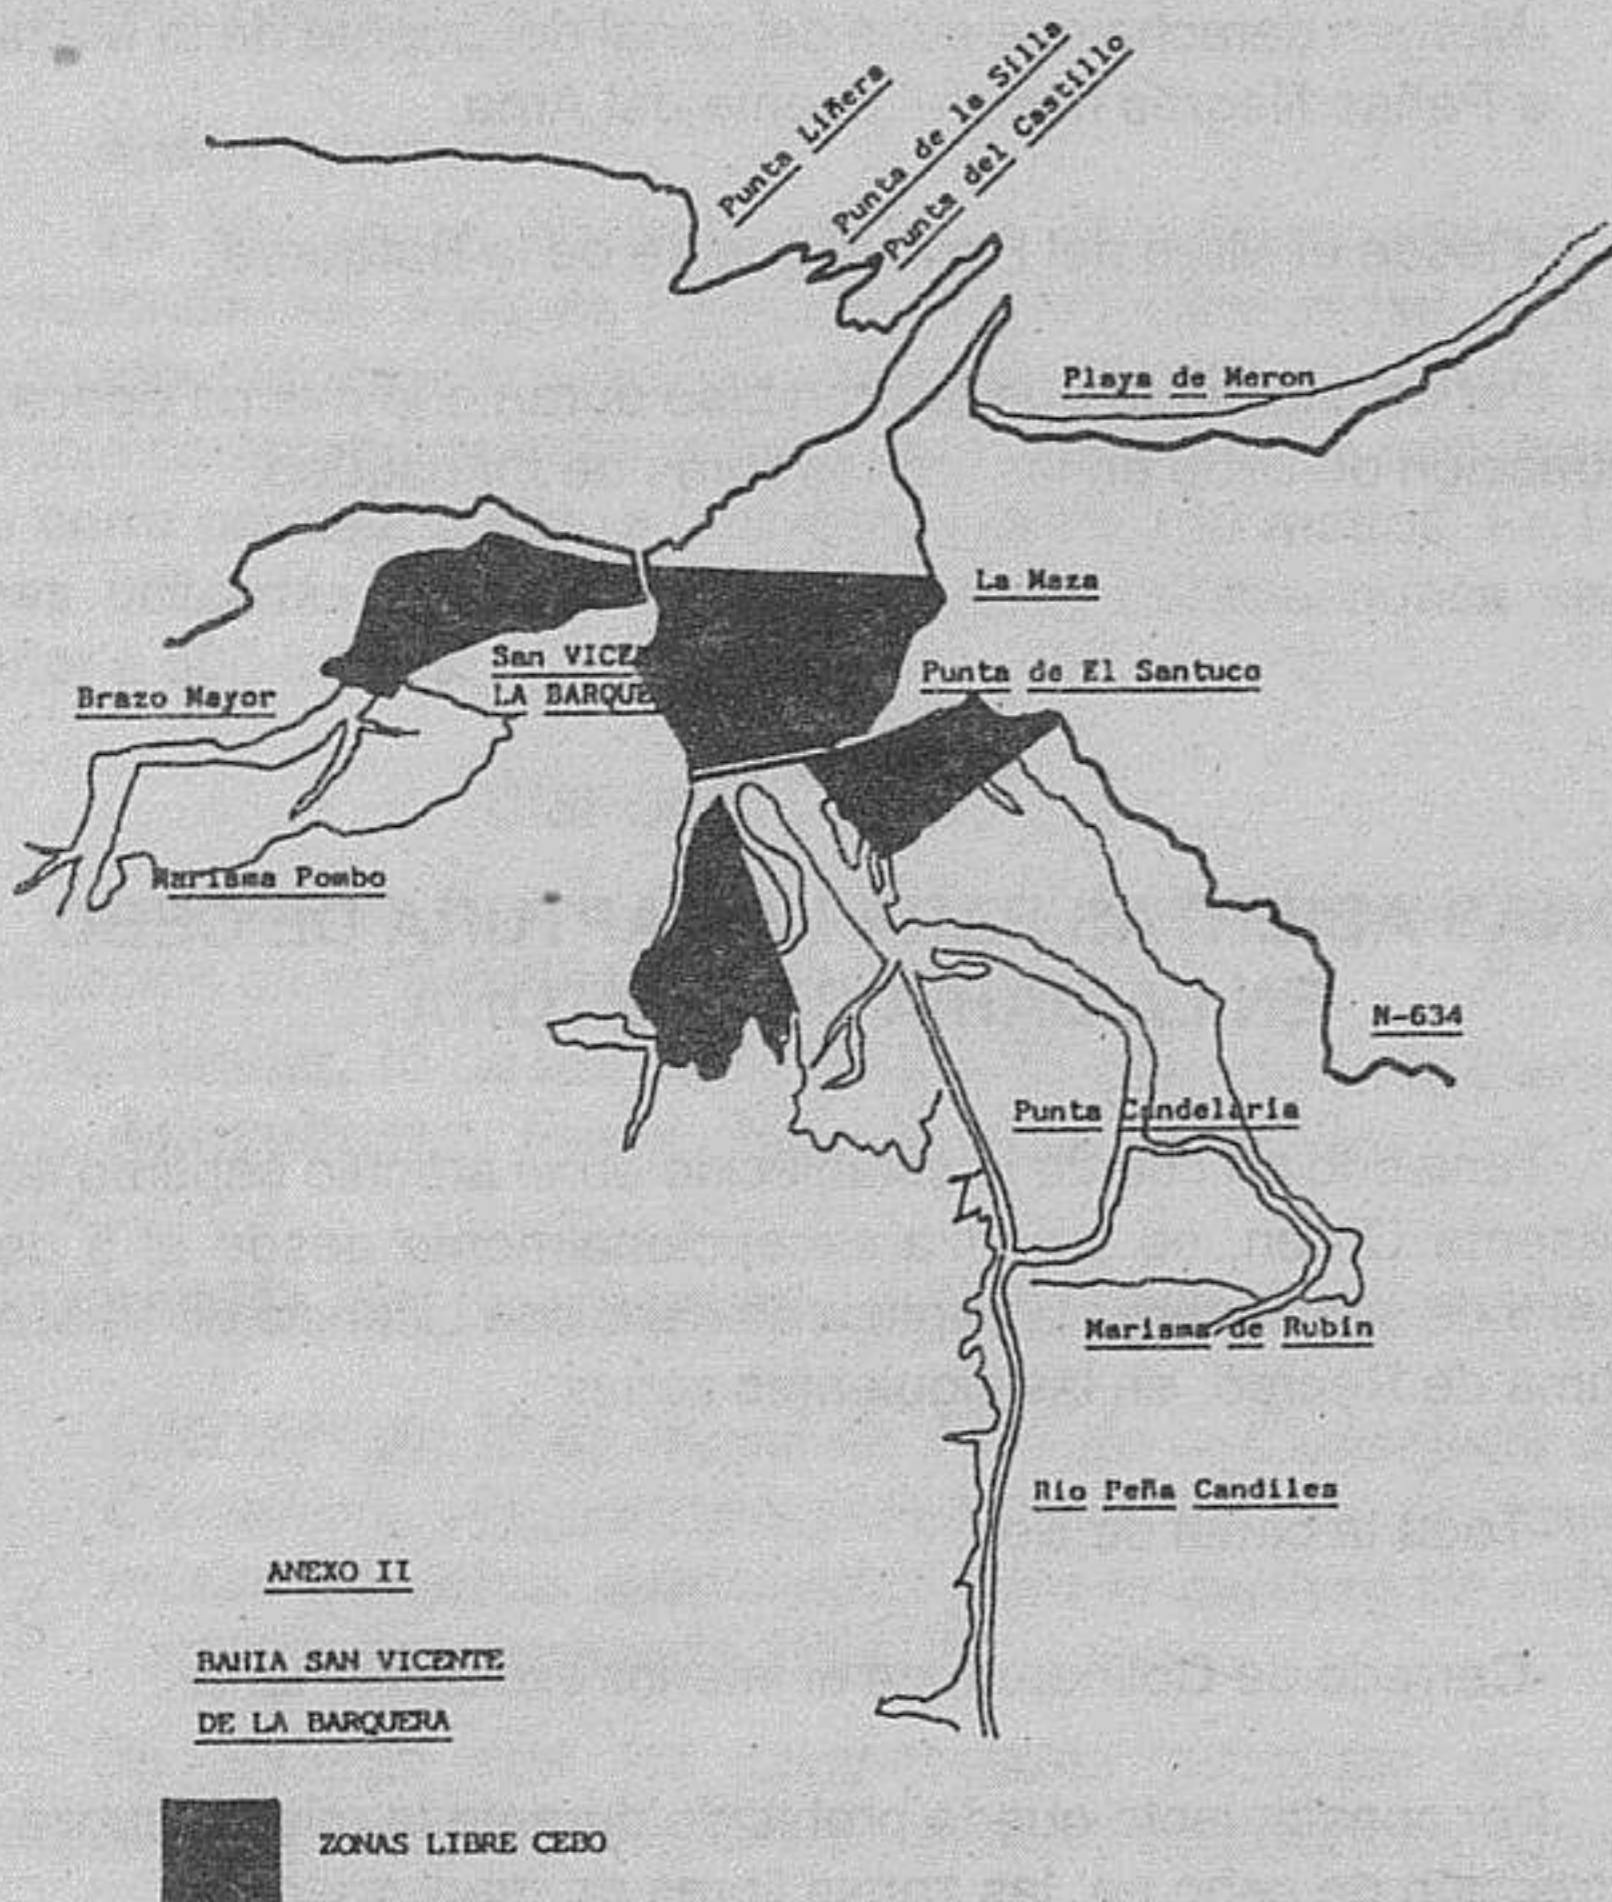 Punta Liñera
Punta de la Silla
Punta del Castillo
Playa de Meron
La Maza
San VICE
LA BARQUE
Punta de El Santuco
Brazo Mayor
Marisma Pombo
N-634
Punta Candelaria
Marisma de Rubin
Rio Peña Candiles
ANEXO II
BAHIA SAN VICENTE
DE LA BARQUERA
ZONAS LIBRE CEBO